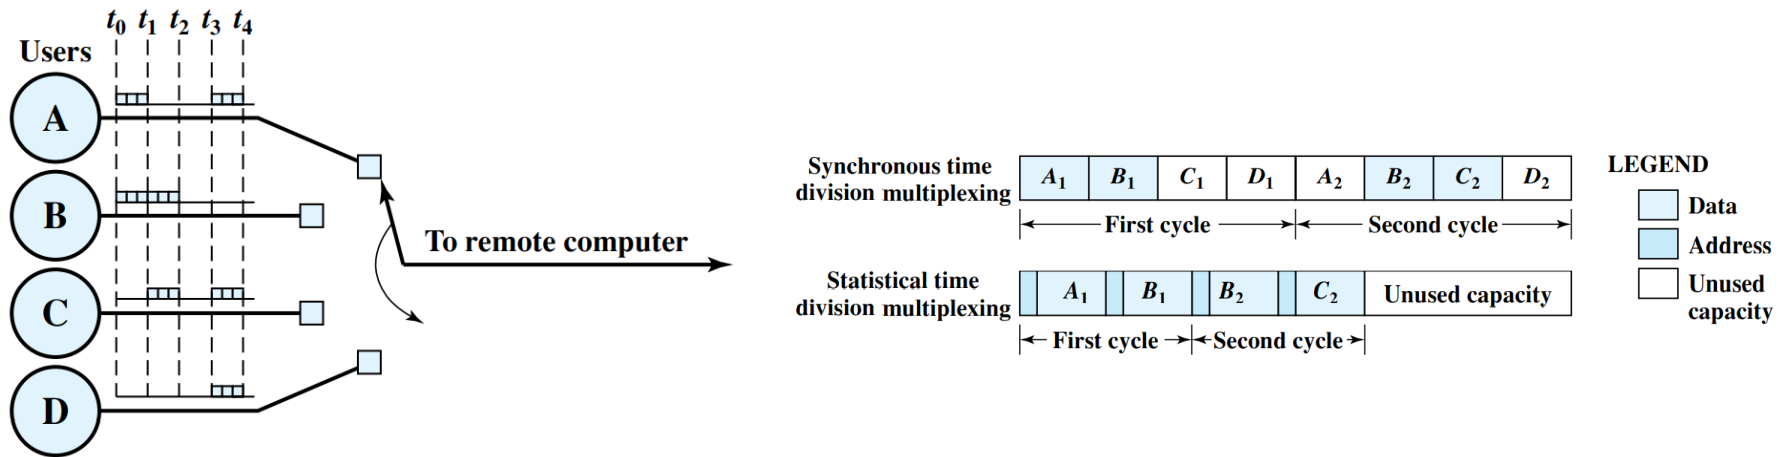 t0 t1 t2 t3 t4
Users
A
B
C
D
To remote computer
Synchronous time
division multiplexing
A1 B1 C1 D1 A2 B2 C2 D2
First cycle Second cycle
Statistical time
division multiplexing
A1 B1 B2 C2 Unused capacity
First cycle Second cycle
LEGEND
Data
Address
Unused
capacity